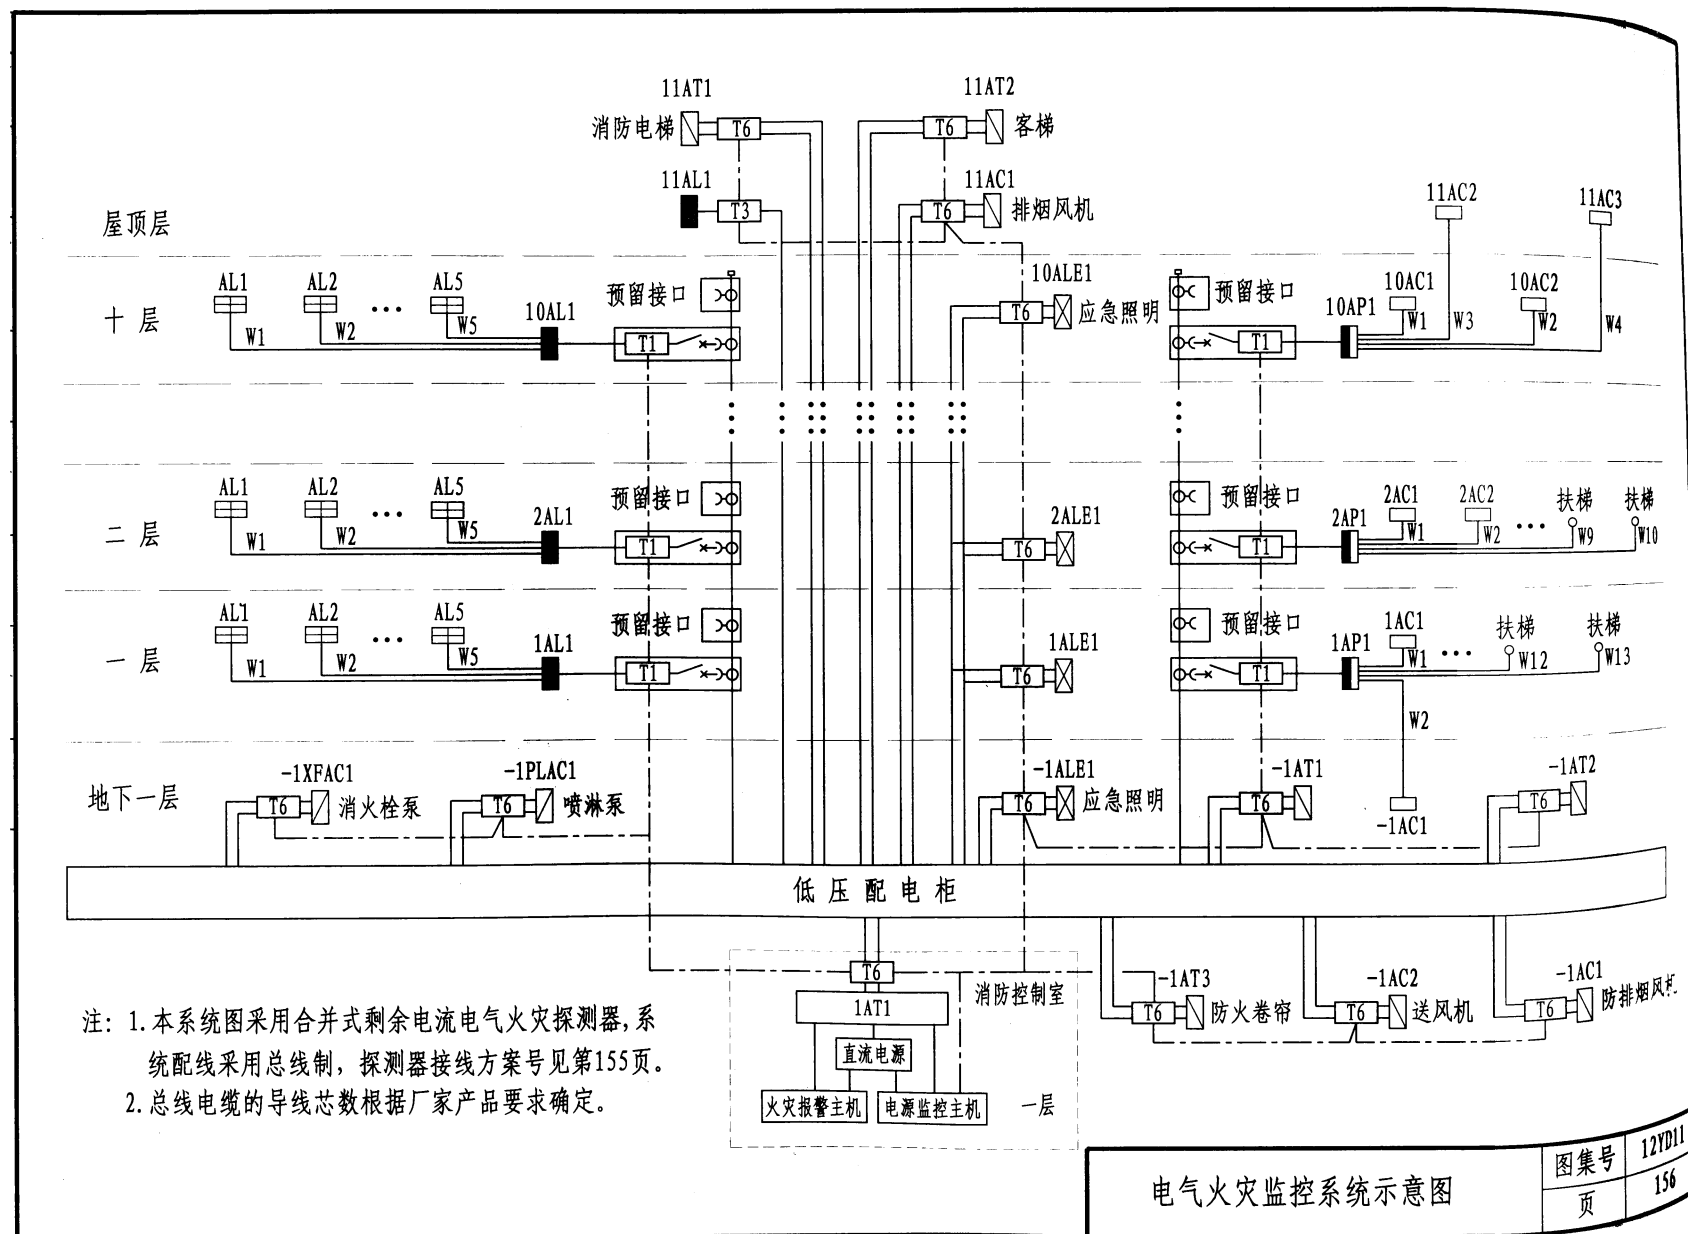 11AT1
11AT2
消防电梯
T6
T6
客梯
11AL1
11AC1
11AC2
11AC3
屋顶层
T3
T6
排烟风机
AL1
AL2
AL5
预留接口
10ALE1
预留接口
10AC1
10AC2
十层
•••
10AL1
T6
应急照明
10AP1
W1
W2
W5
T1
T1
W1
W3
W2
W4
AL1
AL2
AL5
预留接口
预留接口
2AC1
2AC2
扶梯
扶梯
二层
•••
2AL1
2ALE1
2AP1
•••
W1
W2
W5
T1
T6
T1
W1
W2
W9
W10
AL1
AL2
AL5
预留接口
预留接口
1AC1
扶梯
扶梯
一层
•••
1AL1
1ALE1
1AP1
•••
W1
W2
W5
T1
T6
T1
W1
W12
W13
W2
地下一层
-1XFAC1
-1PLAC1
-1ALE1
-1AT1
-1AT2
T6
消火栓泵
T6
喷淋泵
T6
应急照明
T6
-1AC1
T6
低压配电柜
T6
消防控制室
-1AT3
-1AC2
-1AC1
1AT1
T6
防火卷帘
T6
送风机
T6
防排烟风机
直流电源
火灾报警主机
电源监控主机
一层
注：1.本系统图采用合并式剩余电流电气火灾探测器,系
统配线采用总线制，探测器接线方案号见第155页。
2.总线电缆的导线芯数根据厂家产品要求确定。
电气火灾监控系统示意图
图集号
12YD11
页
156